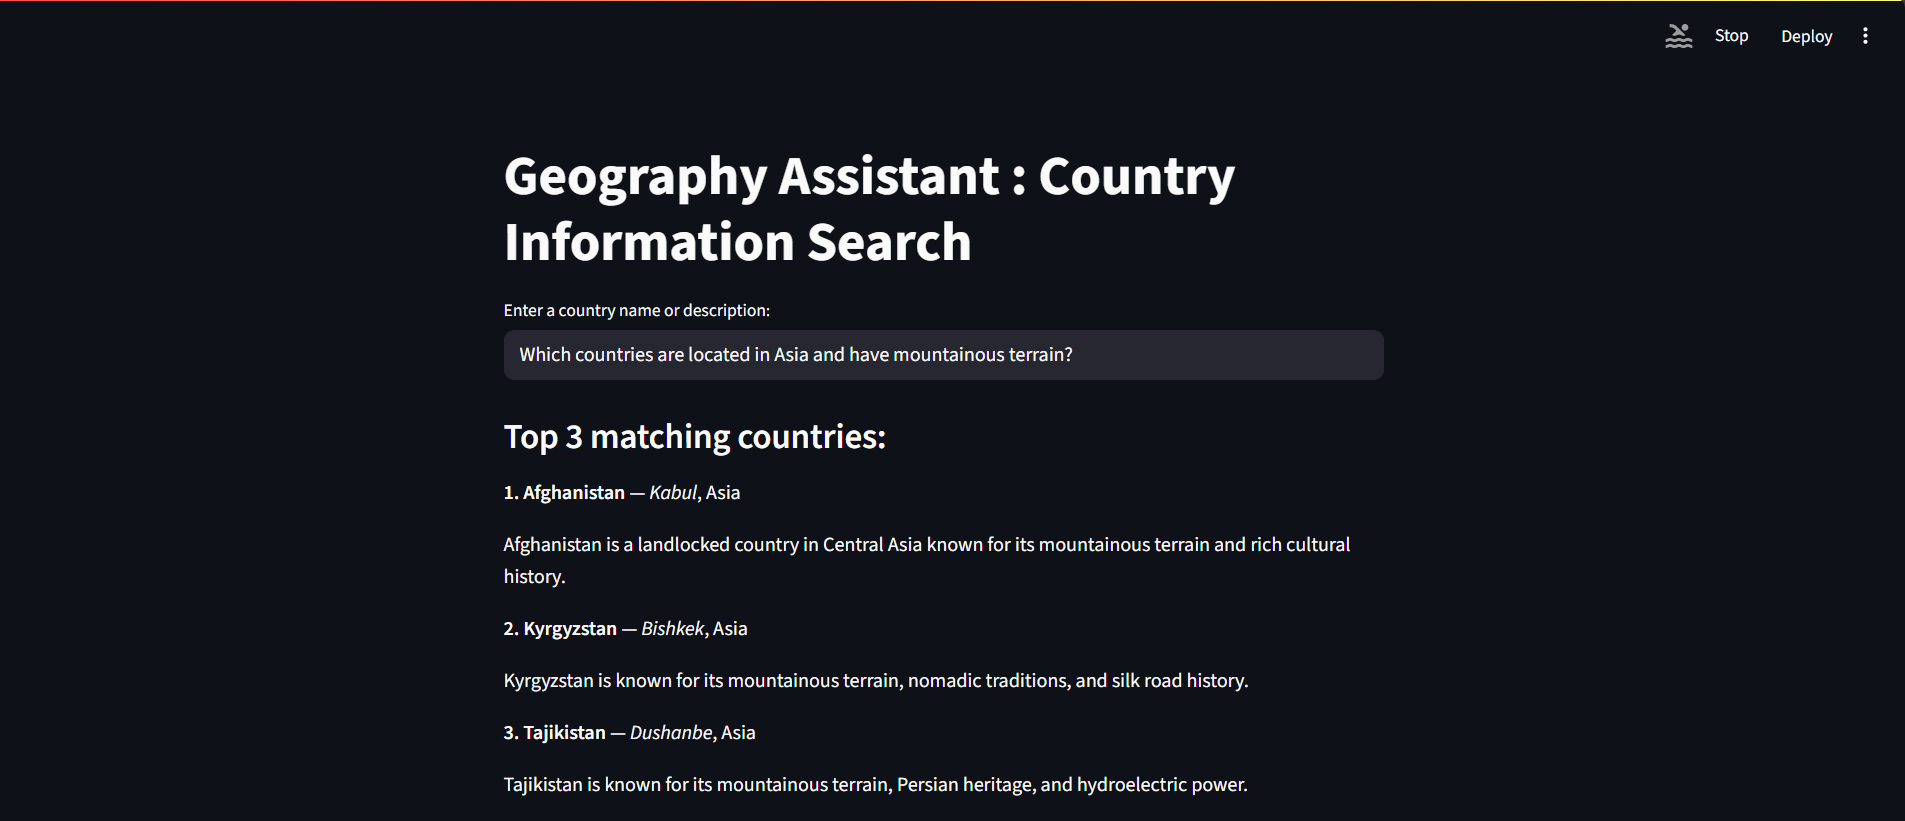 Stop
Deploy
Geography Assistant : Country
Information Search
Enter a country name or description:
Which countries are located in Asia and have mountainous terrain?
Top 3 matching countries:
1. Afghanistan — Kabul, Asia
Afghanistan is a landlocked country in Central Asia known for its mountainous terrain and rich cultural
history.
2. Kyrgyzstan — Bishkek, Asia
Kyrgyzstan is known for its mountainous terrain, nomadic traditions, and silk road history.
3. Tajikistan — Dushanbe, Asia
Tajikistan is known for its mountainous terrain, Persian heritage, and hydroelectric power.